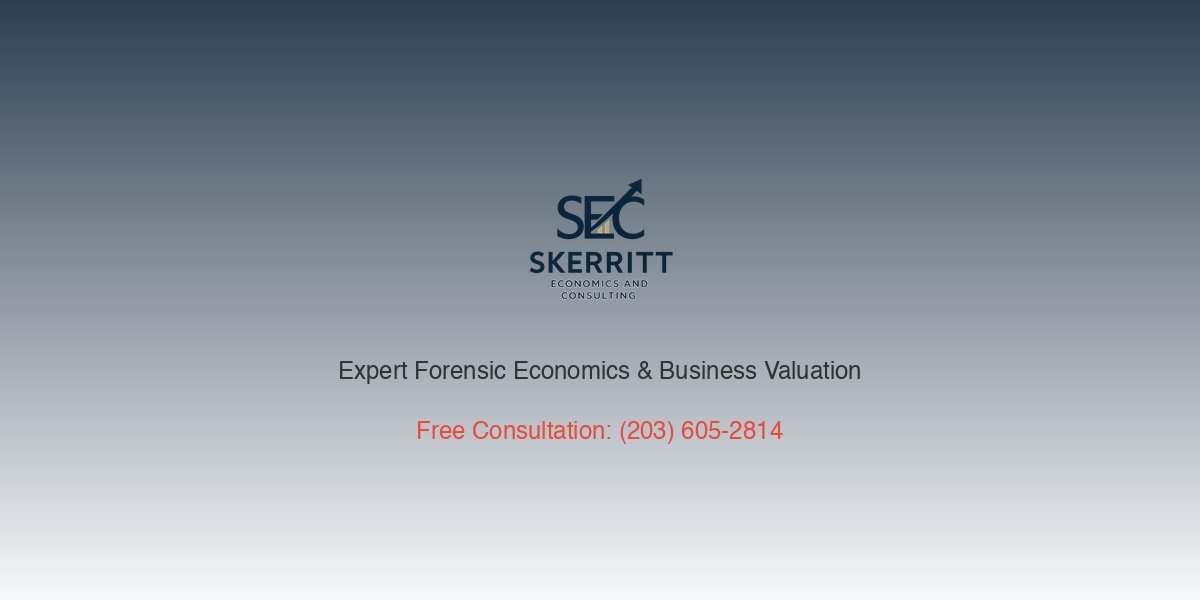 SEC
SKERRITT
ECONOMICS AND
CONSULTING
Expert Forensic Economics & Business Valuation
Free Consultation: (203) 605-2814